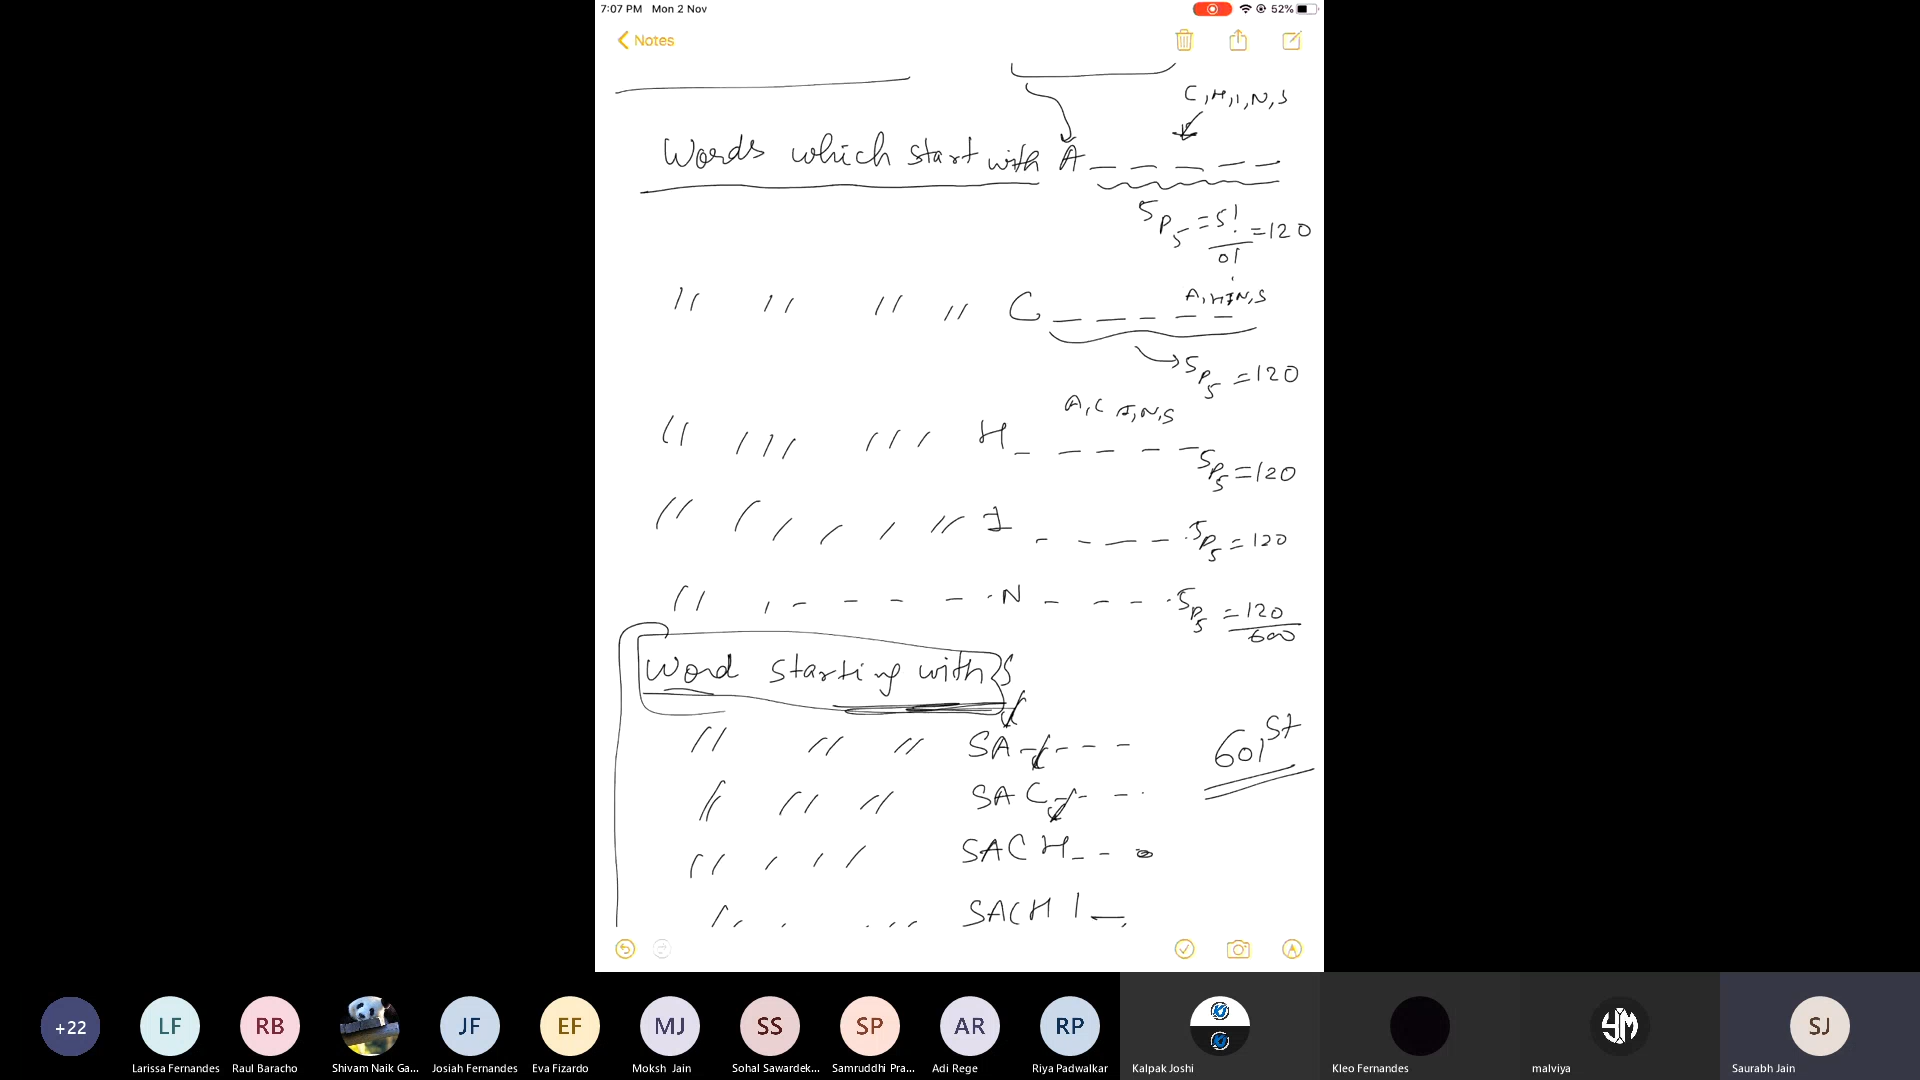 7:07 PM Mon 2 Nov
52%
Notes
C, H, I, N, S
Words which start with A _ _ _ _ _
5P5 = 5!/0! = 120
A, H, I, N, S
" " " " C _ _ _ _ _
5P5 = 120
A, C, I, N, S
H _ _ _ _ _
5P5 = 120
I _ _ _ _ 5P5 = 120
N _ _ _ _ 5P5 = 120
600
Word starting with S
" " " SA _ _ _ _
601st
" " " SAC _ _ _
SACH _ _
SACHI _
+22
LF RB JF EF MJ SS SP AR RP YM SJ
Larissa Fernandes Raul Baracho Shivam Naik Ga... Josiah Fernandes Eva Fizardo Moksh Jain Sohal Sawardek... Samruddhi Pra... Adi Rege Riya Padwalkar Kalpak Joshi Kleo Fernandes malviya Saurabh Jain